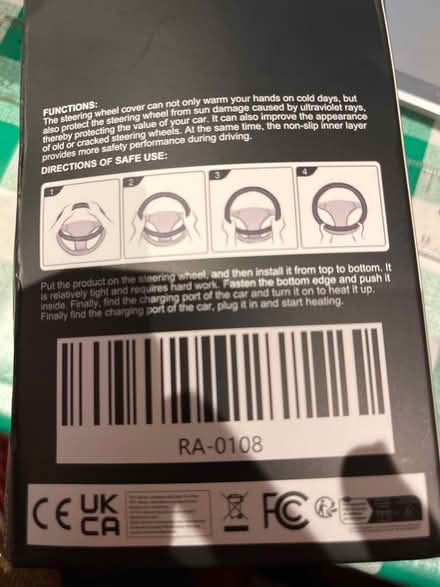 FUNCTIONS:
The steering wheel cover can not only warm your hands on cold days, but
also protect the steering wheel from sun damage caused by ultraviolet rays,
thereby protecting the value of your car. It can also improve the appearance
of old or cracked steering wheels. At the same time, the non-slip inner layer
provides more safety performance during driving.
DIRECTIONS OF SAFE USE:
1 2 3 4
Put the product on the steering wheel, and then install it from top to bottom. It
is relatively tight and requires hard work. Fasten the bottom edge and push it
inside. Finally, find the charging port of the car and turn it on to heat it up.
Finally find the charging port of the car, plug it in and start heating.
RA-0108
CE UK CA FC